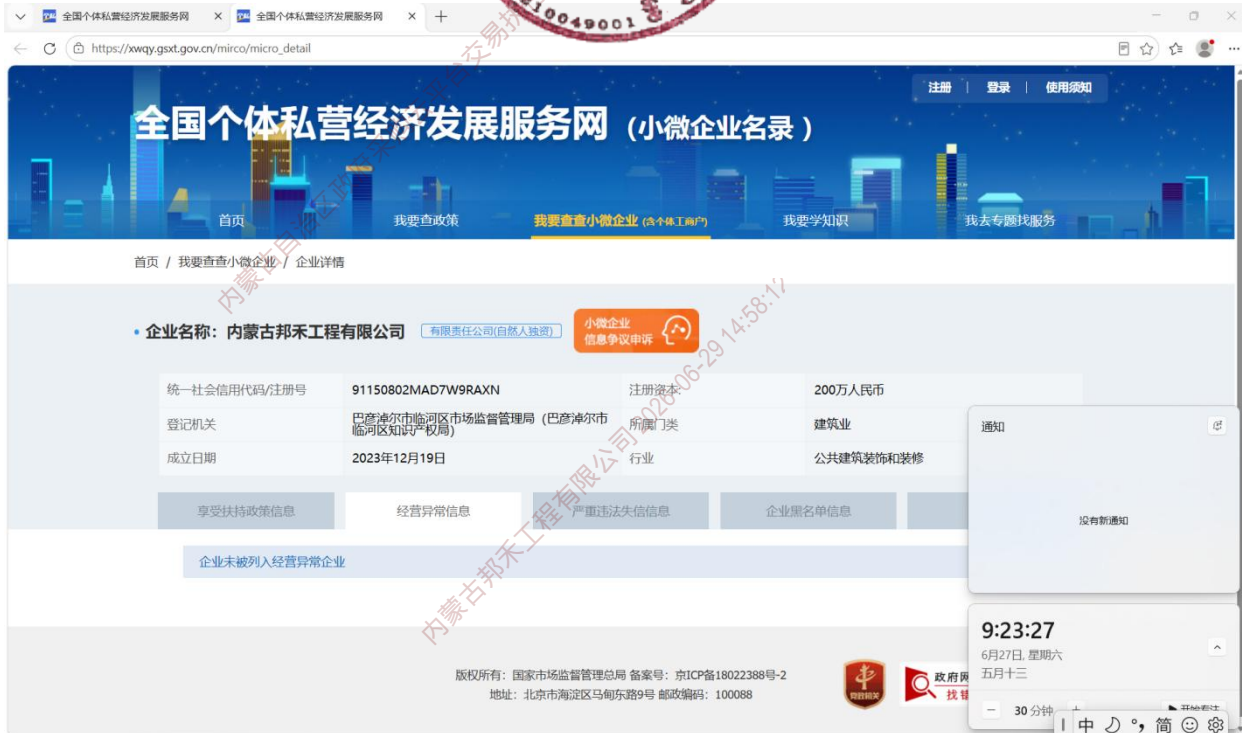 全国个体私营经济发展服务网
全国个体私营经济发展服务网
10049001
https://xwqy.gsxt.gov.cn/mirco/micro_detail
注册 | 登录 | 使用须知
全国个体私营经济发展服务网（小微企业名录）
首页 我要查政策 我要查查小微企业 (含个体工商户) 我要学知识 我去专题找服务
首页 / 我要查查小微企业 / 企业详情
企业名称：内蒙古邦禾工程有限公司 有限责任公司(自然人独资)
小微企业
信息争议申诉
统一社会信用代码/注册号 91150802MAD7W9RAXN 注册资本: 200万人民币
登记机关 巴彦淖尔市临河区市场监督管理局（巴彦淖尔市
临河区知识产权局） 所属门类 建筑业
成立日期 2023年12月19日 行业 公共建筑装饰和装修
享受扶持政策信息 经营异常信息 严重违法失信信息 企业黑名单信息
企业未被列入经营异常企业
通知
没有新通知
9:23:27
6月27日, 星期六
五月十三
30 分钟
中 简
版权所有：国家市场监督管理总局 备案号：京ICP备18022388号-2
地址：北京市海淀区马甸东路9号 邮政编码：100088
党政机关
政府网
找错
内蒙古邦禾工程有限公司 2026-06-29 14:58:1